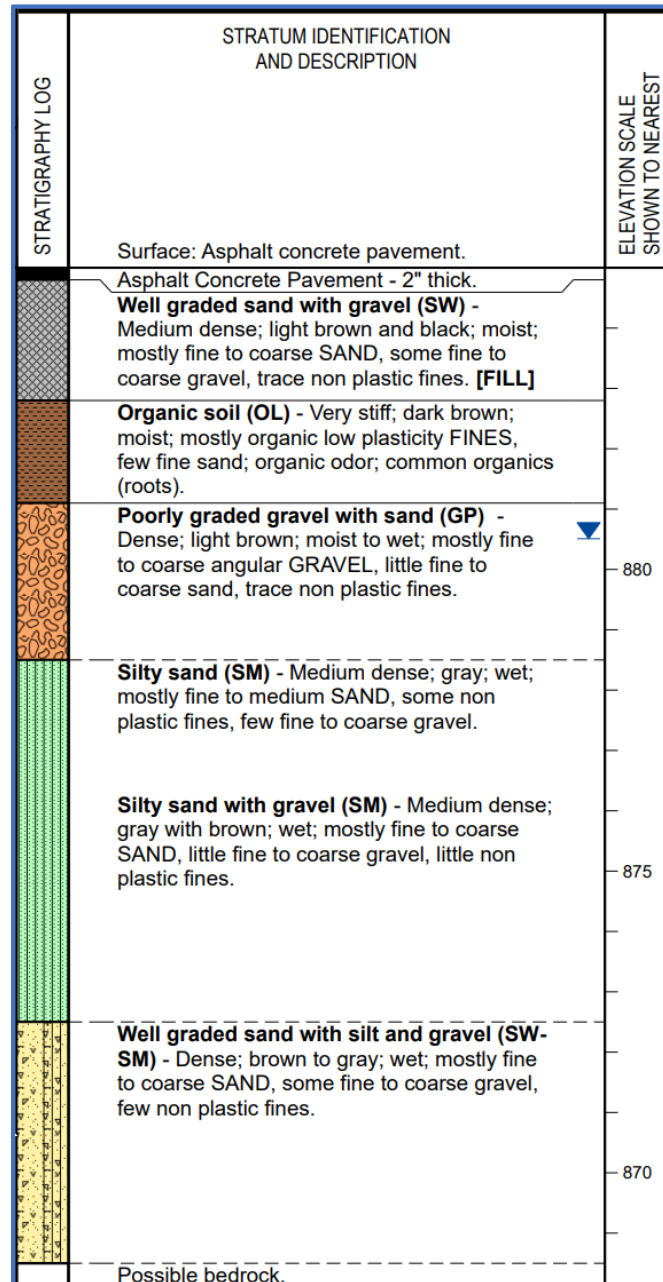 STRATIGRAPHY LOG
STRATUM IDENTIFICATION
AND DESCRIPTION
ELEVATION SCALE
SHOWN TO NEAREST
Surface: Asphalt concrete pavement.
Asphalt Concrete Pavement - 2" thick.
Well graded sand with gravel (SW) -
Medium dense; light brown and black; moist;
mostly fine to coarse SAND, some fine to
coarse gravel, trace non plastic fines. [FILL]
Organic soil (OL) - Very stiff; dark brown;
moist; mostly organic low plasticity FINES,
few fine sand; organic odor; common organics
(roots).
Poorly graded gravel with sand (GP) -
Dense; light brown; moist to wet; mostly fine
to coarse angular GRAVEL, little fine to
coarse sand, trace non plastic fines.
880
Silty sand (SM) - Medium dense; gray; wet;
mostly fine to medium SAND, some non
plastic fines, few fine to coarse gravel.
Silty sand with gravel (SM) - Medium dense;
gray with brown; wet; mostly fine to coarse
SAND, little fine to coarse gravel, little non
plastic fines.
875
Well graded sand with silt and gravel (SW-
SM) - Dense; brown to gray; wet; mostly fine
to coarse SAND, some fine to coarse gravel,
few non plastic fines.
870
Possible bedrock.